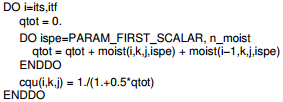 DO i=its,itf
qtot = 0.
DO ispe=PARAM_FIRST_SCALAR, n_moist
qtot = qtot + moist(i,k,j,ispe) + moist(i−1,k,j,ispe)
ENDDO
cqu(i,k,j) = 1./(1.+0.5*qtot)
ENDDO